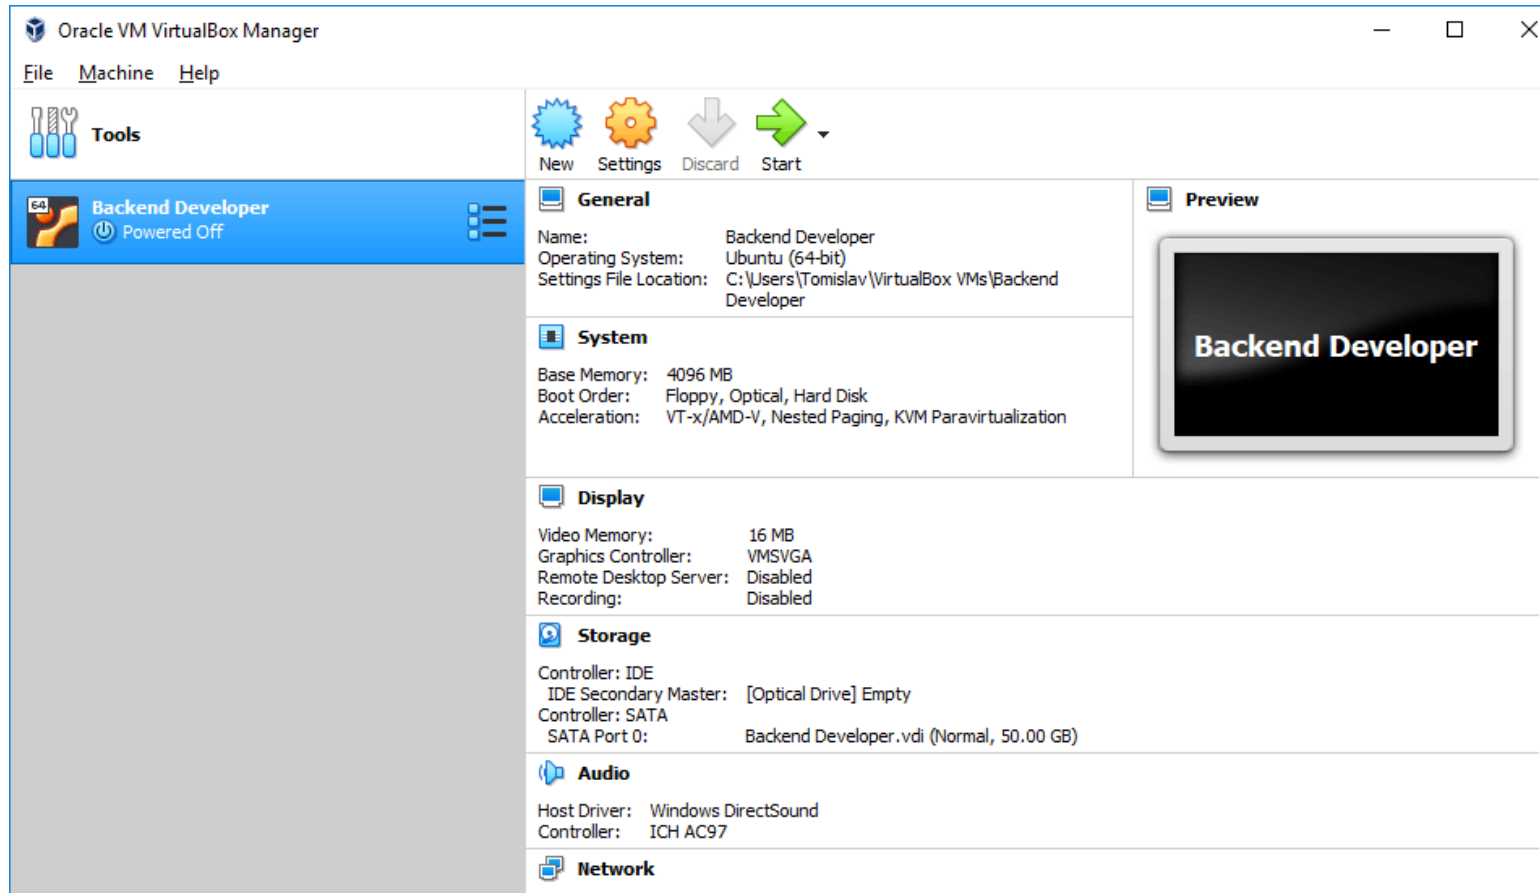 Oracle VM VirtualBox Manager
File Machine Help
Tools
New Settings Discard Start
64
Backend Developer
Powered Off
General
Name: Backend Developer
Operating System: Ubuntu (64-bit)
Settings File Location: C:\Users\Tomislav\VirtualBox VMs\Backend
Developer
Preview
Backend Developer
System
Base Memory: 4096 MB
Boot Order: Floppy, Optical, Hard Disk
Acceleration: VT-x/AMD-V, Nested Paging, KVM Paravirtualization
Display
Video Memory: 16 MB
Graphics Controller: VMSVGA
Remote Desktop Server: Disabled
Recording: Disabled
Storage
Controller: IDE
IDE Secondary Master: [Optical Drive] Empty
Controller: SATA
SATA Port 0: Backend Developer.vdi (Normal, 50.00 GB)
Audio
Host Driver: Windows DirectSound
Controller: ICH AC97
Network